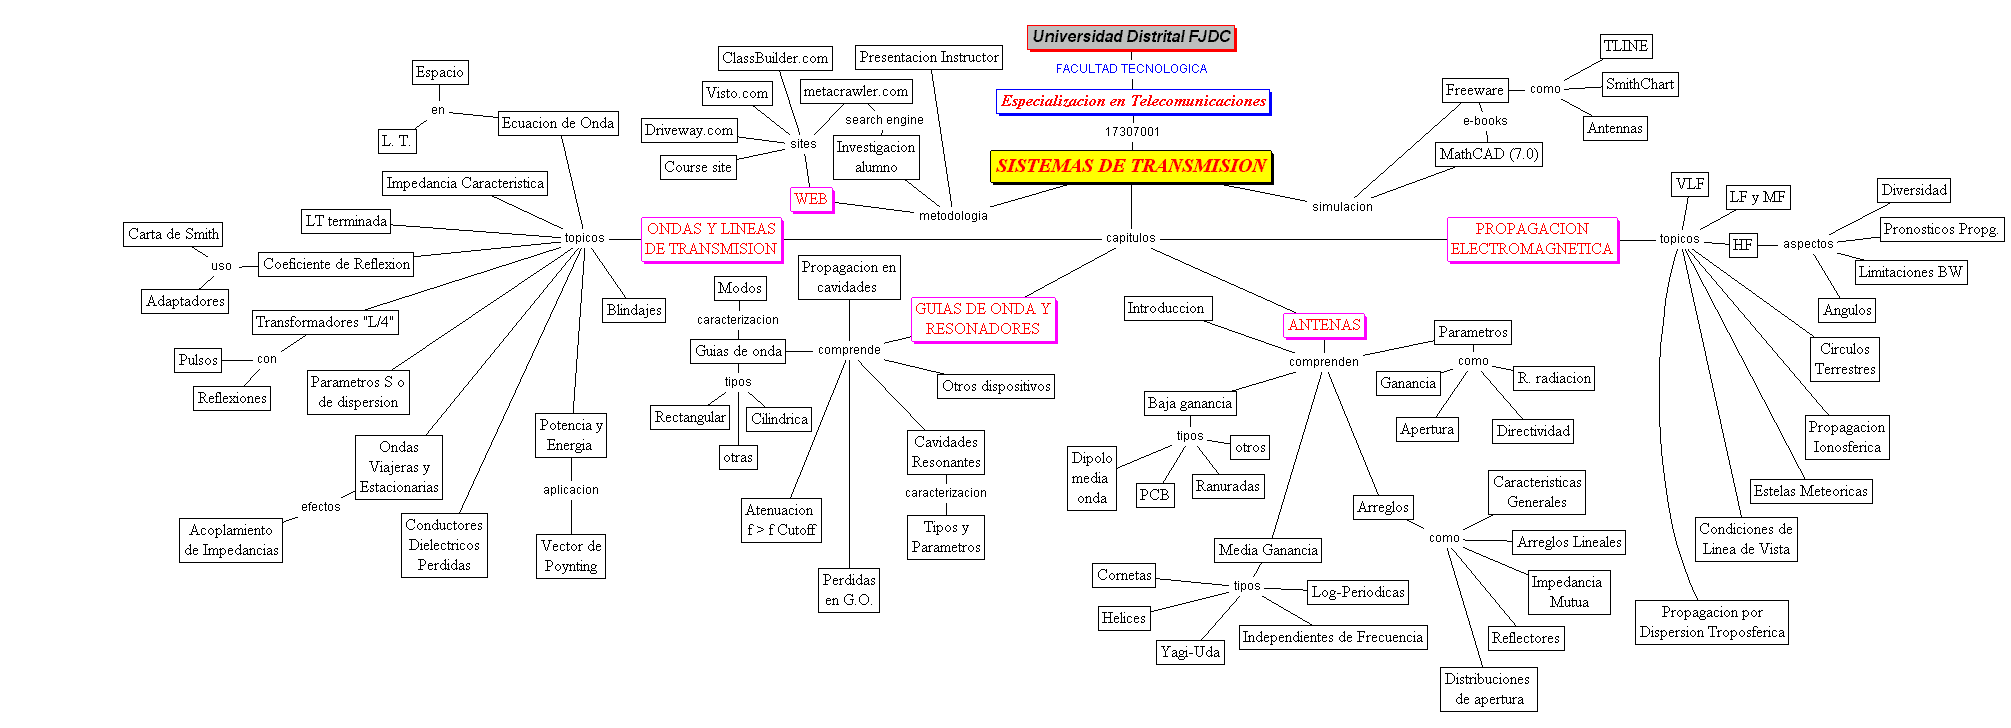 Universidad Distrital FJDC
FACULTAD TECNOLOGICA
Especializacion en Telecomunicaciones
17307001
SISTEMAS DE TRANSMISION
metodologia
Presentacion Instructor
Investigacion
alumno
search engine
metacrawler.com
WEB
sites
ClassBuilder.com
Visto.com
Driveway.com
Course site
simulacion
Freeware
e-books
MathCAD (7.0)
como
TLINE
SmithChart
Antennas
capitulos
ONDAS Y LINEAS
DE TRANSMISION
topicos
Ecuacion de Onda
en
Espacio
L. T.
Impedancia Caracteristica
LT terminada
Coeficiente de Reflexion
uso
Carta de Smith
Adaptadores
Transformadores "L/4"
con
Pulsos
Reflexiones
Parametros S o
de dispersion
Ondas
Viajeras y
Estacionarias
efectos
Acoplamiento
de Impedancias
Conductores
Dielectricos
Perdidas
Potencia y
Energia
aplicacion
Vector de
Poynting
Blindajes
GUIAS DE ONDA Y
RESONADORES
comprende
Propagacion en
cavidades
Guias de onda
caracterizacion
Modos
tipos
Rectangular
Cilindrica
otras
Atenuacion
f > f Cutoff
Perdidas
en G.O.
Cavidades
Resonantes
caracterizacion
Tipos y
Parametros
Otros dispositivos
ANTENAS
comprenden
Introduccion
Parametros
como
Ganancia
Apertura
Directividad
R. radiacion
Baja ganancia
tipos
Dipolo
media
onda
PCB
Ranuradas
otros
Media Ganancia
tipos
Cornetas
Helices
Yagi-Uda
Independientes de Frecuencia
Log-Periodicas
Arreglos
como
Caracteristicas
Generales
Arreglos Lineales
Impedancia
Mutua
Reflectores
Distribuciones
de apertura
PROPAGACION
ELECTROMAGNETICA
topicos
VLF
LF y MF
HF
aspectos
Diversidad
Pronosticos Propg.
Limitaciones BW
Angulos
Circulos
Terrestres
Propagacion
Ionosferica
Estelas Meteoricas
Condiciones de
Linea de Vista
Propagacion por
Dispersion Troposferica